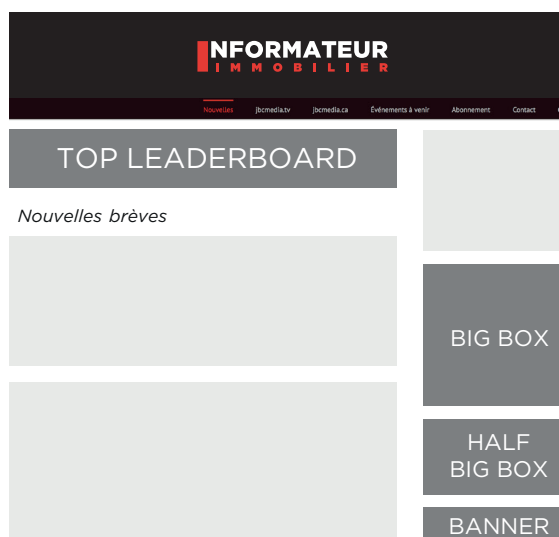 INFORMATEUR
IMMOBILIER
Nouvelles jbcmedia.tv jbcmedia.ca Événements à venir Abonnement Contact
TOP LEADERBOARD
Nouvelles brèves
BIG BOX
HALF
BIG BOX
BANNER